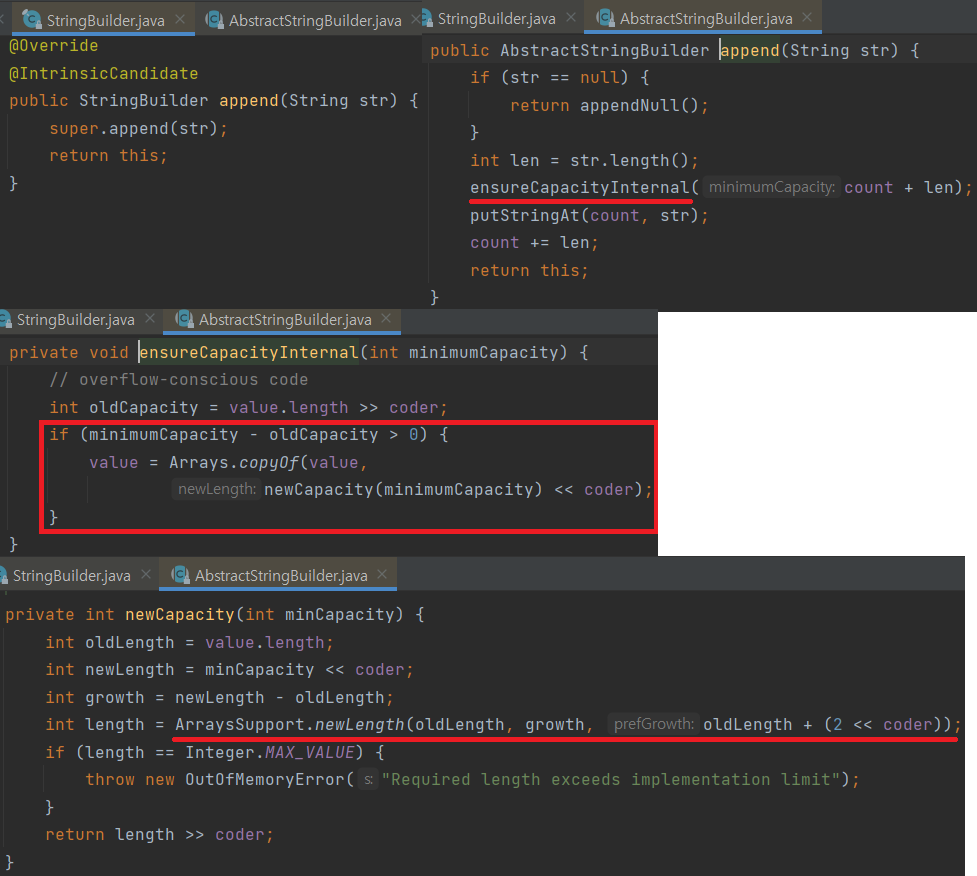 StringBuilder.java
AbstractStringBuilder.java
@Override
@IntrinsicCandidate
public StringBuilder append(String str) {
    super.append(str);
    return this;
}
StringBuilder.java
AbstractStringBuilder.java
public AbstractStringBuilder append(String str) {
    if (str == null) {
        return appendNull();
    }
    int len = str.length();
    ensureCapacityInternal( minimumCapacity: count + len);
    putStringAt(count, str);
    count += len;
    return this;
}
StringBuilder.java
AbstractStringBuilder.java
private void ensureCapacityInternal(int minimumCapacity) {
    // overflow-conscious code
    int oldCapacity = value.length >> coder;
    if (minimumCapacity - oldCapacity > 0) {
        value = Arrays.copyOf(value,
                newLength: newCapacity(minimumCapacity) << coder);
    }
}
StringBuilder.java
AbstractStringBuilder.java
private int newCapacity(int minCapacity) {
    int oldLength = value.length;
    int newLength = minCapacity << coder;
    int growth = newLength - oldLength;
    int length = ArraysSupport.newLength(oldLength, growth, prefGrowth: oldLength + (2 << coder));
    if (length == Integer.MAX_VALUE) {
        throw new OutOfMemoryError( s: "Required length exceeds implementation limit");
    }
    return length >> coder;
}